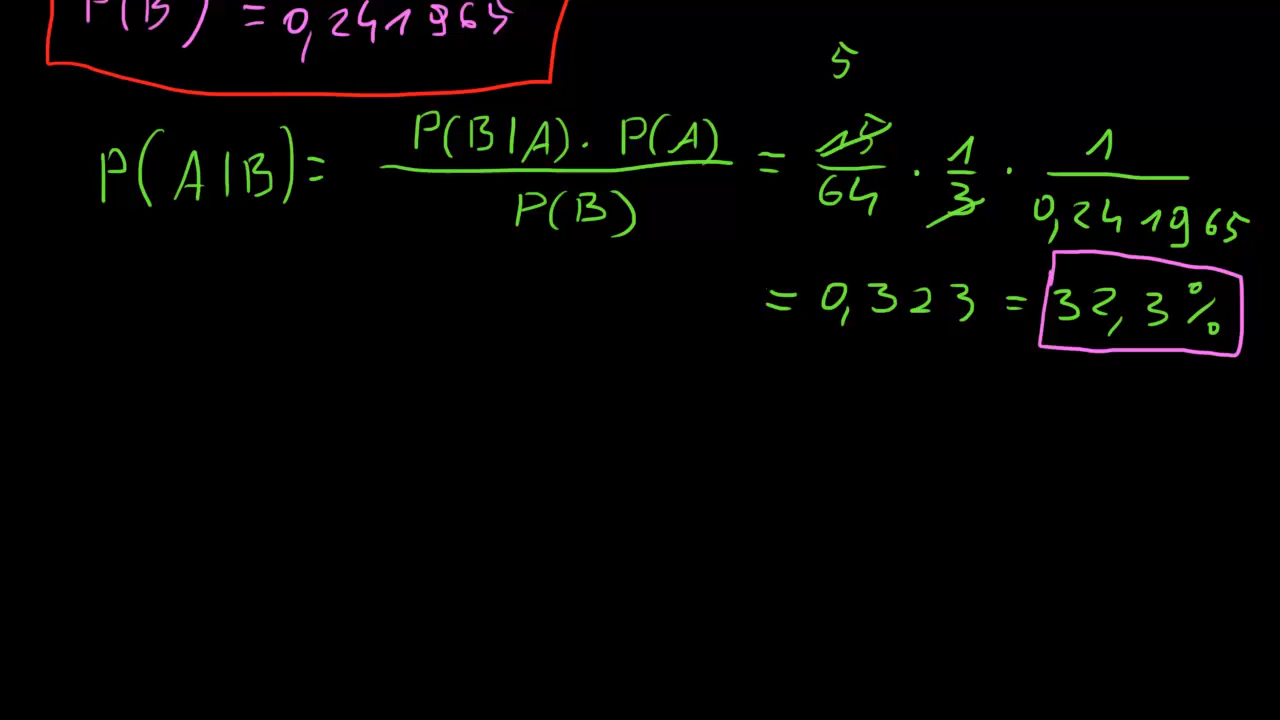 P(B) = 0,241965
P(A|B) = P(B|A) · P(A) / P(B) = 15/64 · 1/3 · 1/0,241965
5
= 0,323 = 32,3%